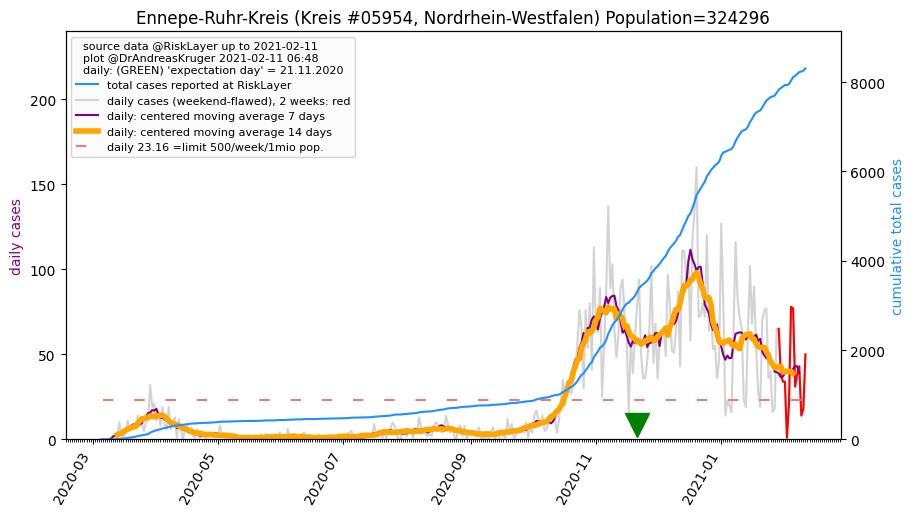 Ennepe-Ruhr-Kreis (Kreis #05954, Nordrhein-Westfalen) Population=324296
source data @RiskLayer up to 2021-02-11
plot @DrAndreasKruger 2021-02-11 06:48
daily: (GREEN) 'expectation day' = 21.11.2020
total cases reported at RiskLayer
daily cases (weekend-flawed), 2 weeks: red
daily: centered moving average 7 days
daily: centered moving average 14 days
daily 23.16 =limit 500/week/1mio pop.
daily cases
200
150
100
50
0
cumulative total cases
8000
6000
4000
2000
0
2020-03
2020-05
2020-07
2020-09
2020-11
2021-01